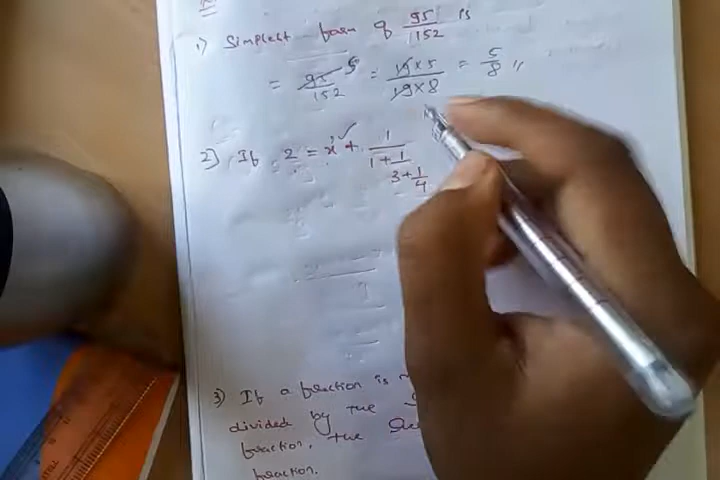 1) Simplest form of 95/152 is
= 95/152 5 = 19×5/19×8 = 5/8 ,,
2) If 2 = x + 1/1+1/3+1/4
3) If a fraction is
divided by the
fraction. the
fraction.